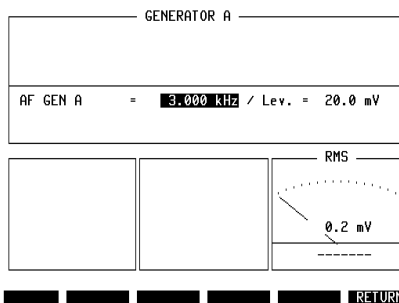 GENERATOR A
AF GEN A = 3.000 kHz / Lev. = 20.0 mV
RMS
0.2 mV
-------
RETURN